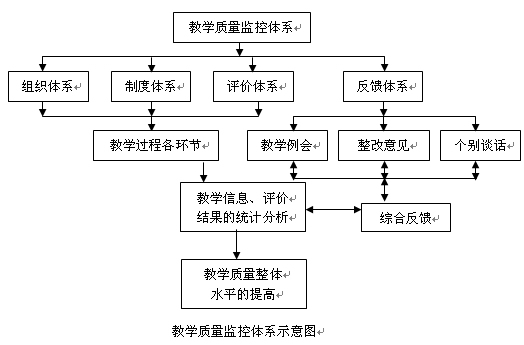 教学质量监控体系
组织体系
制度体系
评价体系
反馈体系
教学过程各环节
教学例会
整改意见
个别谈话
教学信息、评价
结果的统计分析
综合反馈
教学质量整体
水平的提高
教学质量监控体系示意图